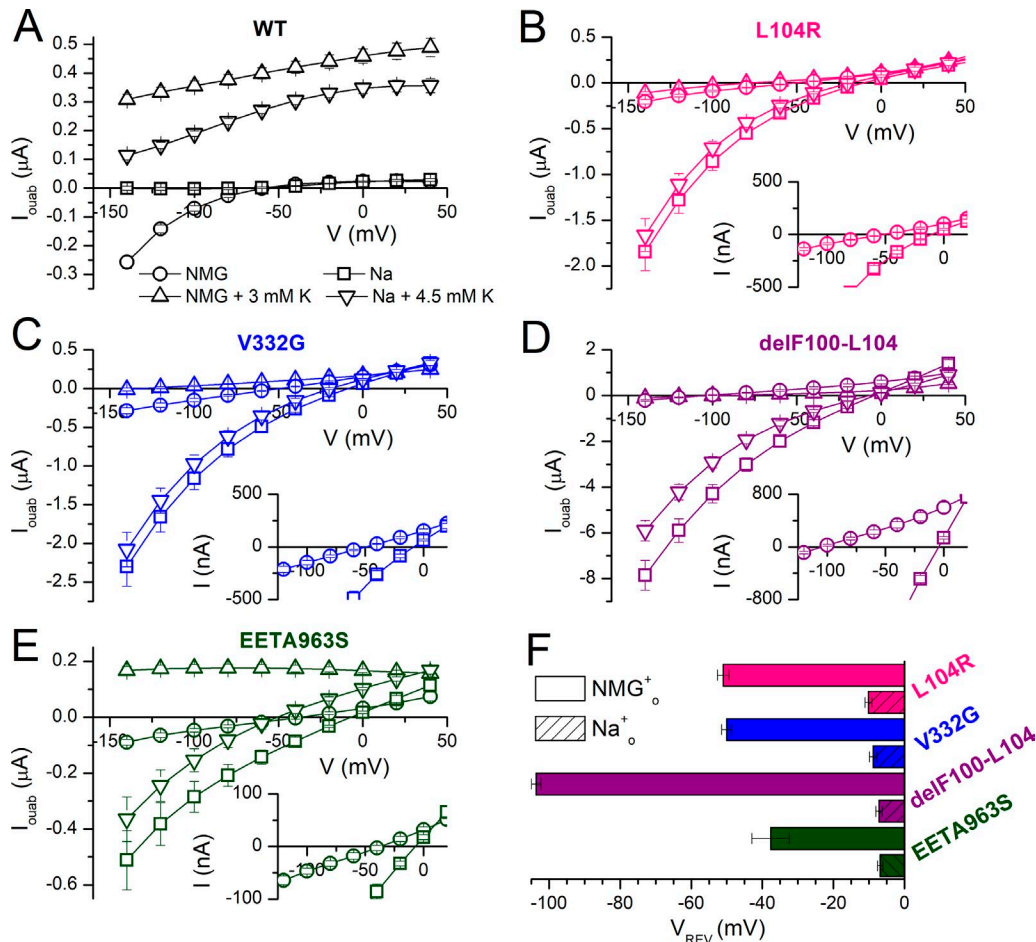 A
WT
0.5
0.4
0.3
0.2
0.1
0.0
-0.1
-0.2
-0.3
-150
-100
-50
0
50
I_ouab (µA)
V (mV)
NMG
Na
NMG + 3 mM K
Na + 4.5 mM K
B
L104R
0.5
0.0
-0.5
-1.0
-1.5
-2.0
-150
-100
-50
0
50
I_ouab (µA)
V (mV)
500
0
-500
-100
-50
0
I (nA)
C
V332G
0.5
0.0
-0.5
-1.0
-1.5
-2.0
-2.5
-150
-100
-50
0
50
I_ouab (µA)
V (mV)
500
0
-500
-100
-50
0
I (nA)
D
delF100-L104
2
0
-2
-4
-6
-8
-150
-100
-50
0
50
I_ouab (µA)
V (mV)
800
0
-800
-100
-50
-25
0
I (nA)
E
EETA963S
0.2
0.0
-0.2
-0.4
-0.6
-150
-100
-50
0
50
I_ouab (µA)
V (mV)
100
0
-100
-100
-75
-50
-25
0
I (nA)
F
NMG⁺o
Na⁺o
L104R
V332G
delF100-L104
EETA963S
-100
-80
-60
-40
-20
0
V_REV (mV)